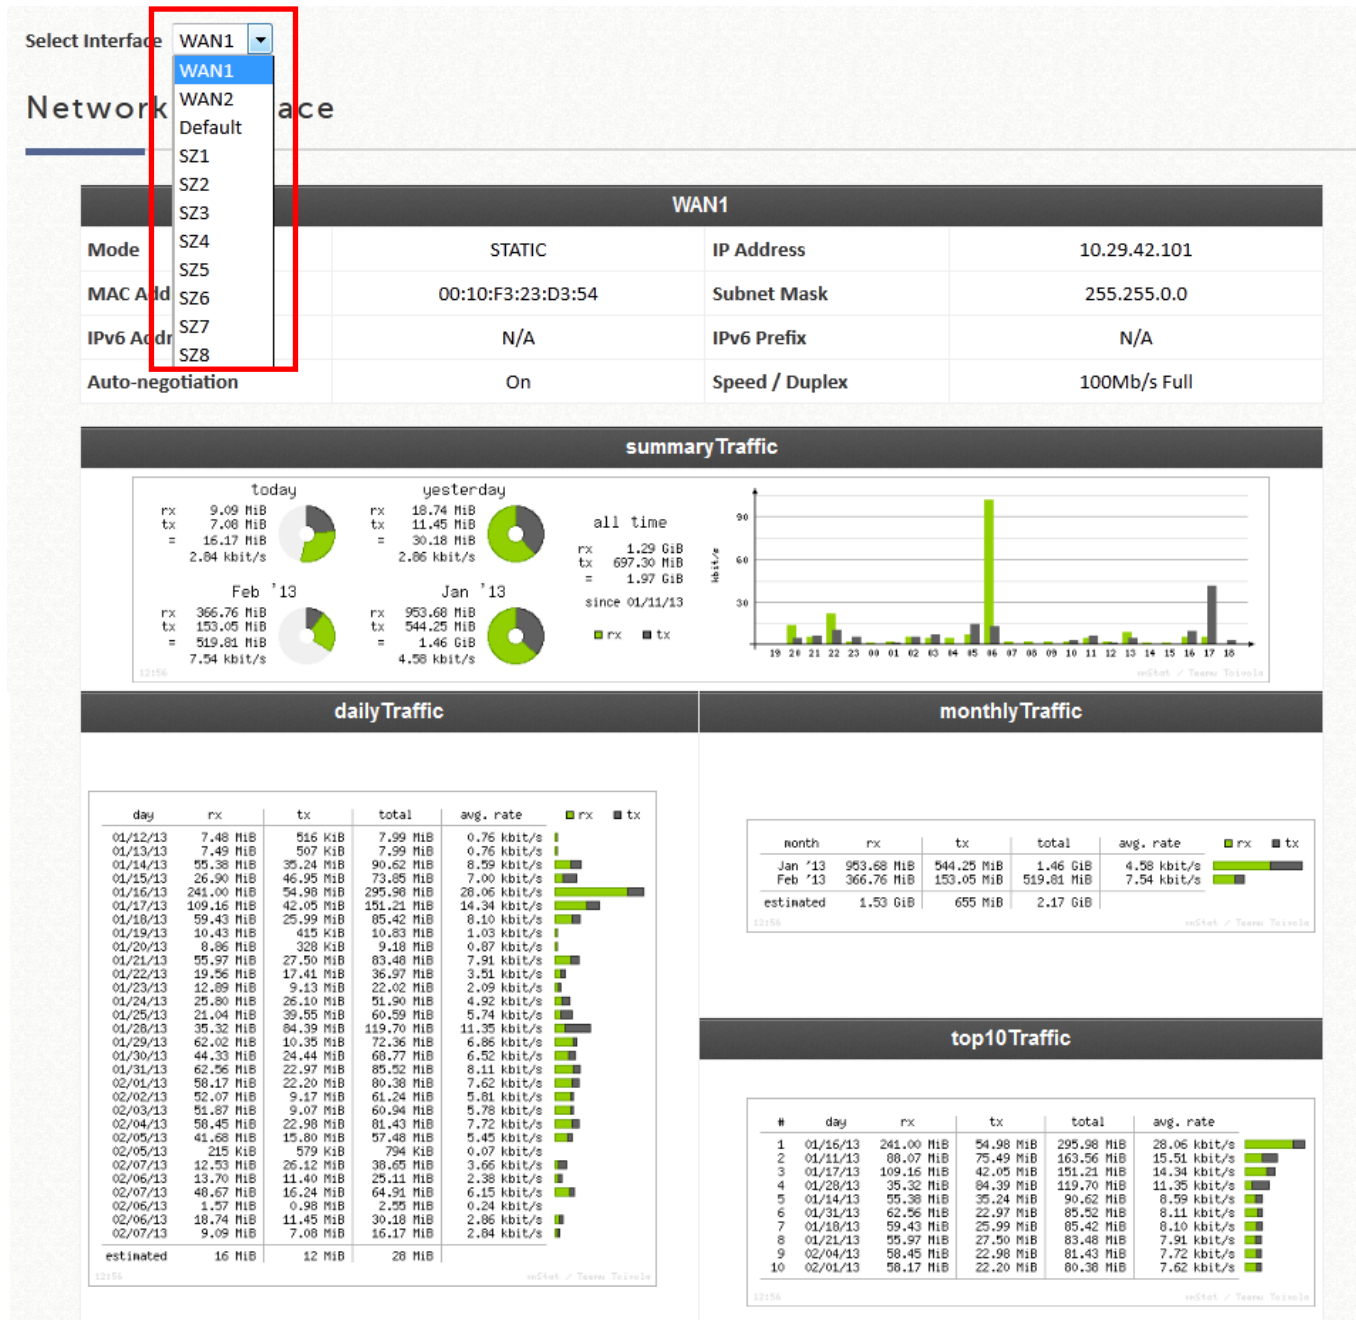 Select Interface WAN1
WAN1
WAN2
Default
SZ1
SZ2
SZ3
SZ4
SZ5
SZ6
SZ7
SZ8
Network ace
WAN1
Mode STATIC IP Address 10.29.42.101
MAC Add 00:10:F3:23:D3:54 Subnet Mask 255.255.0.0
IPv6 Addr N/A IPv6 Prefix N/A
Auto-negotiation On Speed / Duplex 100Mb/s Full
summaryTraffic
today
rx 9.09 MiB
tx 7.08 MiB
= 16.17 MiB
2.84 kbit/s
yesterday
rx 18.74 MiB
tx 11.45 MiB
= 30.18 MiB
2.86 kbit/s
Feb '13
rx 366.76 MiB
tx 153.05 MiB
= 519.81 MiB
7.54 kbit/s
Jan '13
rx 953.68 MiB
tx 544.25 MiB
= 1.46 GiB
4.58 kbit/s
all time
rx 1.29 GiB
tx 697.30 MiB
= 1.97 GiB
since 01/11/13
rx tx
kbit/s
90
60
30
19 20 21 22 23 00 01 02 03 04 05 06 07 08 09 10 11 12 13 14 15 16 17 18
12:56 vnStat / Teemu Toivola
dailyTraffic
day rx tx total avg. rate rx tx
01/12/13 7.48 MiB 516 KiB 7.99 MiB 0.76 kbit/s
01/13/13 7.49 MiB 507 KiB 7.99 MiB 0.76 kbit/s
01/14/13 55.38 MiB 35.24 MiB 90.62 MiB 8.59 kbit/s
01/15/13 26.90 MiB 46.95 MiB 73.85 MiB 7.00 kbit/s
01/16/13 241.00 MiB 54.98 MiB 295.98 MiB 28.06 kbit/s
01/17/13 109.16 MiB 42.05 MiB 151.21 MiB 14.34 kbit/s
01/18/13 59.43 MiB 25.99 MiB 85.42 MiB 8.10 kbit/s
01/19/13 10.43 MiB 415 KiB 10.83 MiB 1.03 kbit/s
01/20/13 8.86 MiB 328 KiB 9.18 MiB 0.87 kbit/s
01/21/13 55.97 MiB 27.50 MiB 83.48 MiB 7.91 kbit/s
01/22/13 19.56 MiB 17.41 MiB 36.97 MiB 3.51 kbit/s
01/23/13 12.89 MiB 9.13 MiB 22.02 MiB 2.09 kbit/s
01/24/13 25.80 MiB 26.10 MiB 51.90 MiB 4.92 kbit/s
01/25/13 21.04 MiB 39.55 MiB 60.59 MiB 5.74 kbit/s
01/28/13 35.32 MiB 84.39 MiB 119.70 MiB 11.35 kbit/s
01/29/13 62.02 MiB 10.35 MiB 72.36 MiB 6.86 kbit/s
01/30/13 44.33 MiB 24.44 MiB 68.77 MiB 6.52 kbit/s
01/31/13 62.56 MiB 22.97 MiB 85.52 MiB 8.11 kbit/s
02/01/13 58.17 MiB 22.20 MiB 80.38 MiB 7.62 kbit/s
02/02/13 52.07 MiB 9.17 MiB 61.24 MiB 5.81 kbit/s
02/03/13 51.87 MiB 9.07 MiB 60.94 MiB 5.78 kbit/s
02/04/13 58.45 MiB 22.98 MiB 81.43 MiB 7.72 kbit/s
02/05/13 41.68 MiB 15.80 MiB 57.48 MiB 5.45 kbit/s
02/05/13 215 KiB 579 KiB 794 KiB 0.07 kbit/s
02/07/13 12.53 MiB 26.12 MiB 38.65 MiB 3.66 kbit/s
02/06/13 13.70 MiB 11.40 MiB 25.11 MiB 2.38 kbit/s
02/07/13 48.67 MiB 16.24 MiB 64.91 MiB 6.15 kbit/s
02/06/13 1.57 MiB 0.98 MiB 2.55 MiB 0.24 kbit/s
02/06/13 18.74 MiB 11.45 MiB 30.18 MiB 2.86 kbit/s
02/07/13 9.09 MiB 7.08 MiB 16.17 MiB 2.84 kbit/s
estimated 16 MiB 12 MiB 28 MiB
12:56 vnStat / Teemu Toivola
monthlyTraffic
month rx tx total avg. rate rx tx
Jan '13 953.68 MiB 544.25 MiB 1.46 GiB 4.58 kbit/s
Feb '13 366.76 MiB 153.05 MiB 519.81 MiB 7.54 kbit/s
estimated 1.53 GiB 655 MiB 2.17 GiB
12:56 vnStat / Teemu Toivola
top10Traffic
# day rx tx total avg. rate
1 01/16/13 241.00 MiB 54.98 MiB 295.98 MiB 28.06 kbit/s
2 01/11/13 88.07 MiB 75.49 MiB 163.56 MiB 15.51 kbit/s
3 01/17/13 109.16 MiB 42.05 MiB 151.21 MiB 14.34 kbit/s
4 01/28/13 35.32 MiB 84.39 MiB 119.70 MiB 11.35 kbit/s
5 01/14/13 55.38 MiB 35.24 MiB 90.62 MiB 8.59 kbit/s
6 01/31/13 62.56 MiB 22.97 MiB 85.52 MiB 8.11 kbit/s
7 01/18/13 59.43 MiB 25.99 MiB 85.42 MiB 8.10 kbit/s
8 01/21/13 55.97 MiB 27.50 MiB 83.48 MiB 7.91 kbit/s
9 02/04/13 58.45 MiB 22.98 MiB 81.43 MiB 7.72 kbit/s
10 02/01/13 58.17 MiB 22.20 MiB 80.38 MiB 7.62 kbit/s
12:56 vnStat / Teemu Toivola